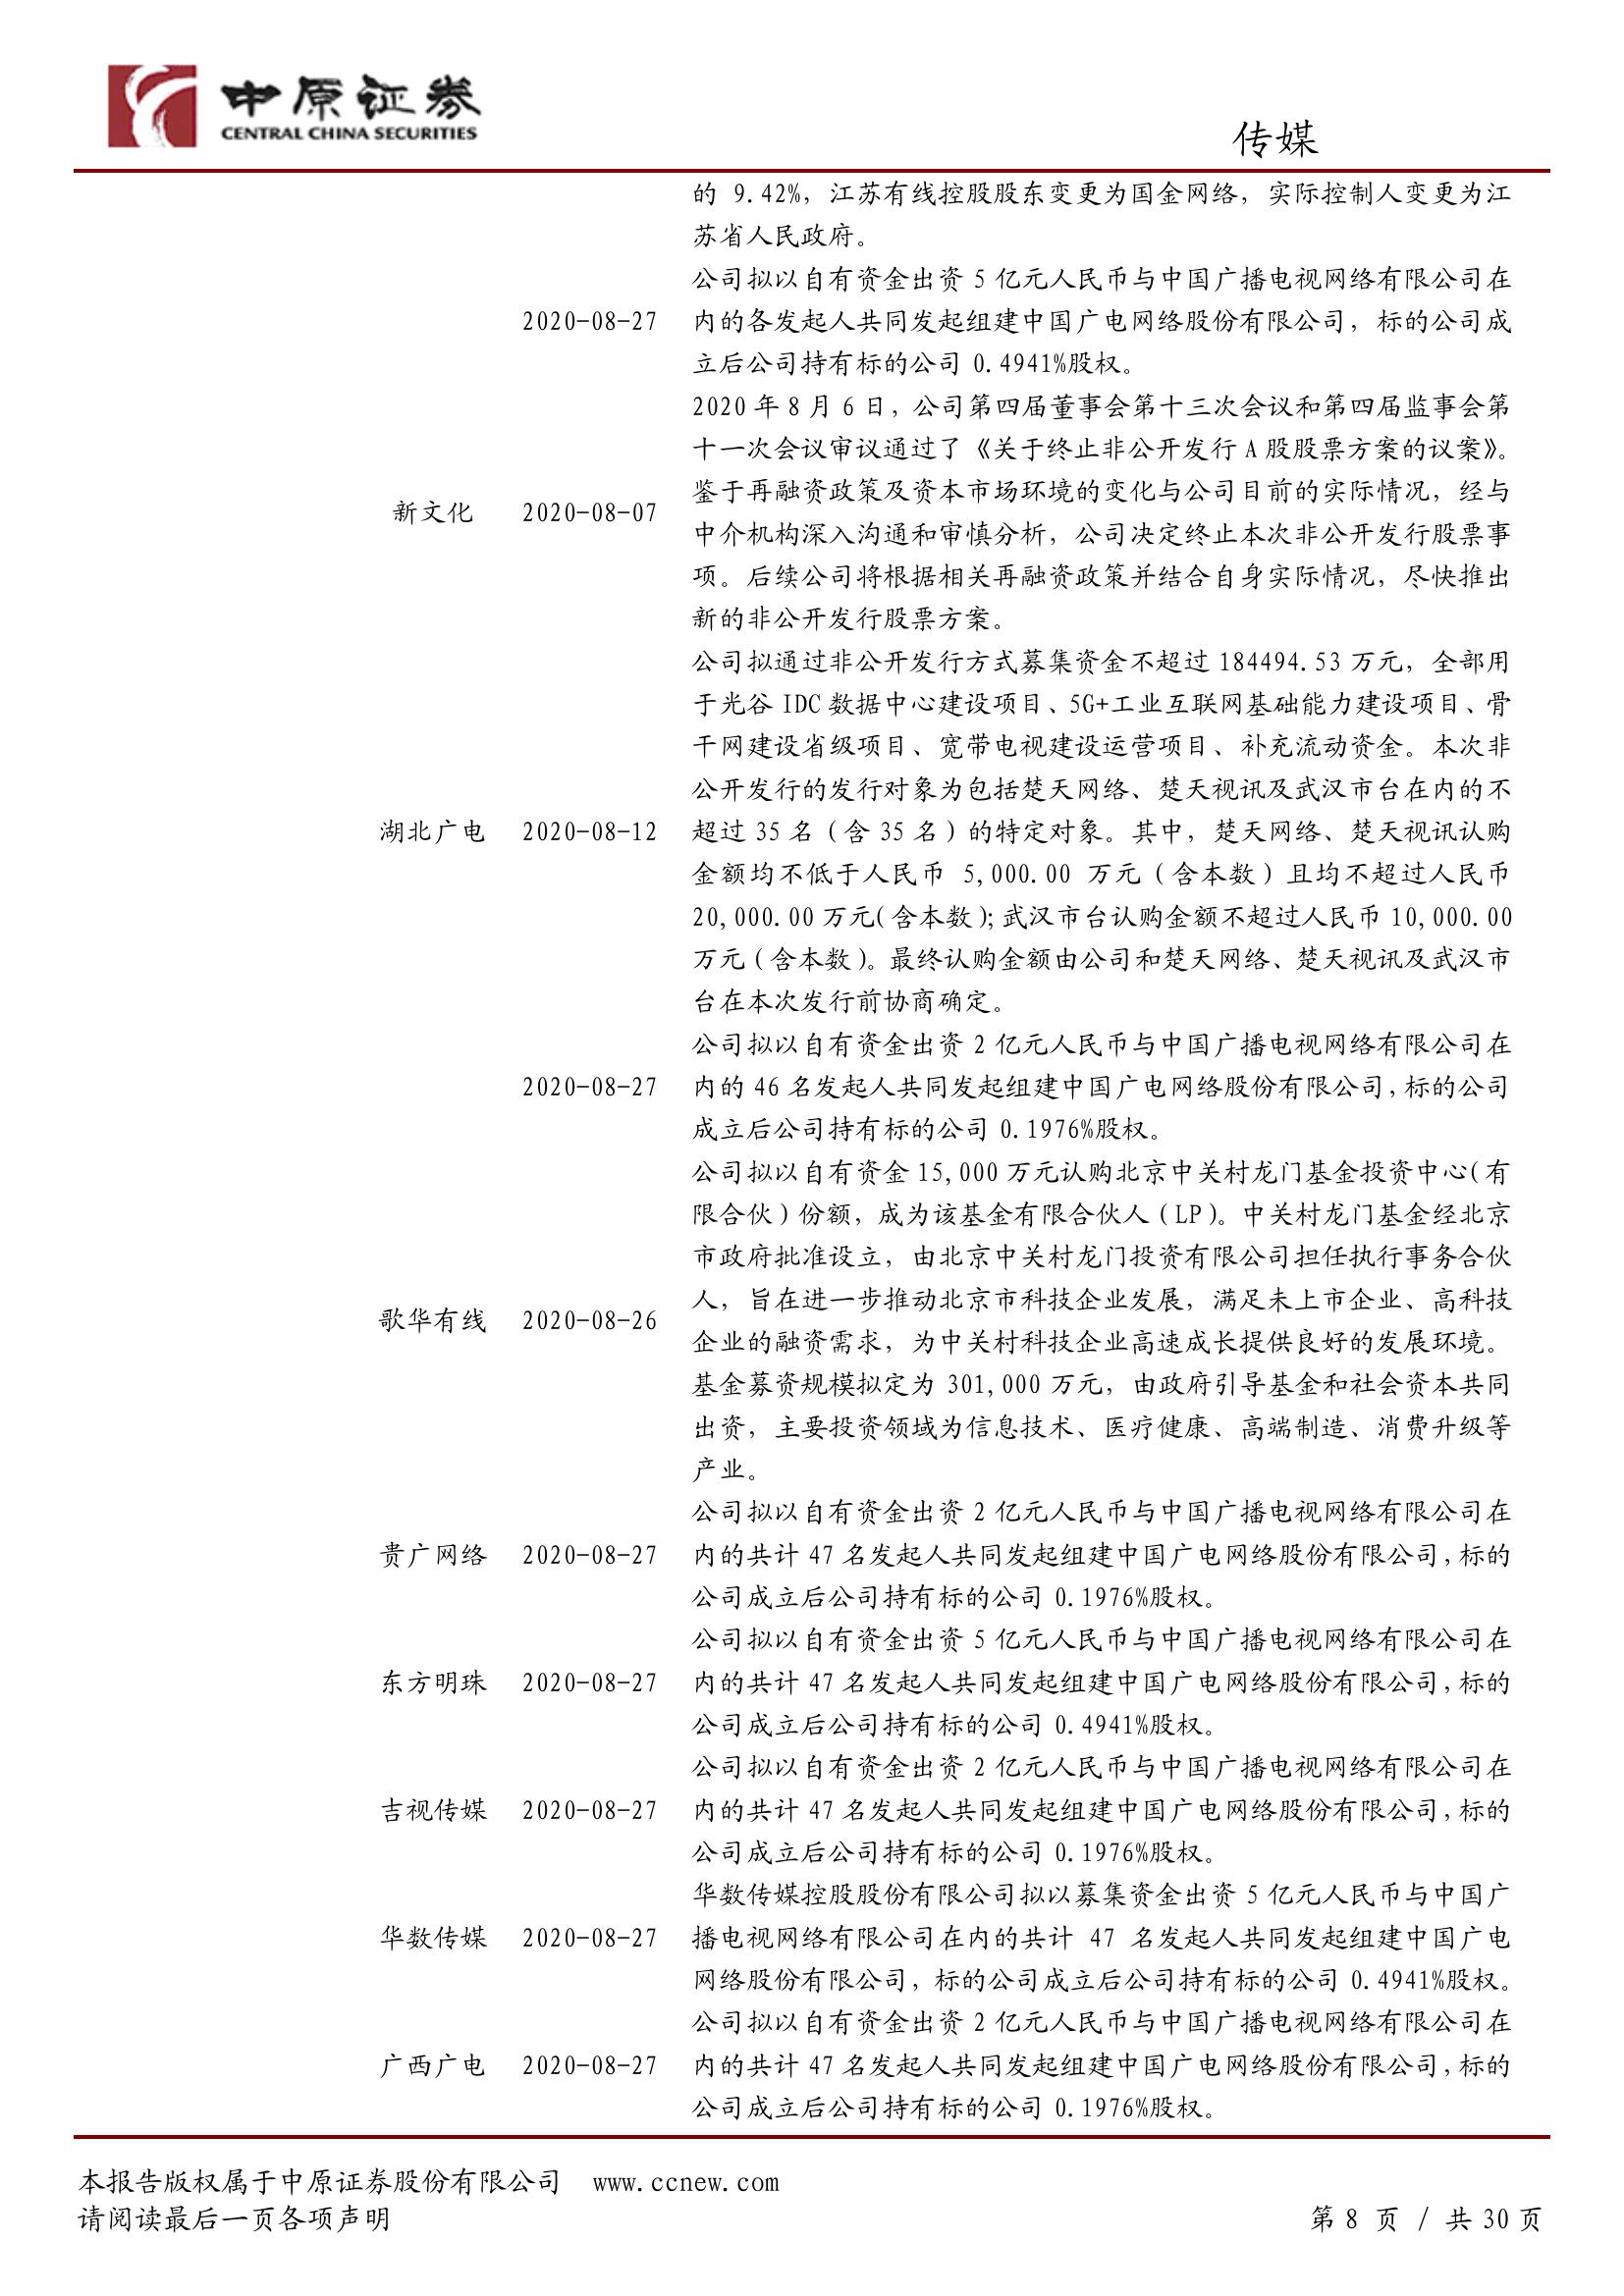 中原证券
CENTRAL CHINA SECURITIES
传媒
的 9.42%，江苏有线控股股东变更为国金网络，实际控制人变更为江
苏省人民政府。
公司拟以自有资金出资 5 亿元人民币与中国广播电视网络有限公司在
2020-08-27 内的各发起人共同发起组建中国广电网络股份有限公司，标的公司成
立后公司持有标的公司 0.4941%股权。
2020 年 8 月 6 日，公司第四届董事会第十三次会议和第四届监事会第
十一次会议审议通过了《关于终止非公开发行 A 股股票方案的议案》。
鉴于再融资政策及资本市场环境的变化与公司目前的实际情况，经与
新文化 2020-08-07
中介机构深入沟通和审慎分析，公司决定终止本次非公开发行股票事
项。后续公司将根据相关再融资政策并结合自身实际情况，尽快推出
新的非公开发行股票方案。
公司拟通过非公开发行方式募集资金不超过 184494.53 万元，全部用
于光谷 IDC 数据中心建设项目、5G+工业互联网基础能力建设项目、骨
干网建设省级项目、宽带电视建设运营项目、补充流动资金。本次非
公开发行的发行对象为包括楚天网络、楚天视讯及武汉市台在内的不
湖北广电 2020-08-12 超过 35 名（含 35 名）的特定对象。其中，楚天网络、楚天视讯认购
金额均不低于人民币 5,000.00 万元（含本数）且均不超过人民币
20,000.00 万元（含本数）；武汉市台认购金额不超过人民币 10,000.00
万元（含本数）。最终认购金额由公司和楚天网络、楚天视讯及武汉市
台在本次发行前协商确定。
公司拟以自有资金出资 2 亿元人民币与中国广播电视网络有限公司在
2020-08-27 内的 46 名发起人共同发起组建中国广电网络股份有限公司，标的公司
成立后公司持有标的公司 0.1976%股权。
公司拟以自有资金 15,000 万元认购北京中关村龙门基金投资中心（有
限合伙）份额，成为该基金有限合伙人（LP）。中关村龙门基金经北京
市政府批准设立，由北京中关村龙门投资有限公司担任执行事务合伙
人，旨在进一步推动北京市科技企业发展，满足未上市企业、高科技
歌华有线 2020-08-26
企业的融资需求，为中关村科技企业高速成长提供良好的发展环境。
基金募资规模拟定为 301,000 万元，由政府引导基金和社会资本共同
出资，主要投资领域为信息技术、医疗健康、高端制造、消费升级等
产业。
公司拟以自有资金出资 2 亿元人民币与中国广播电视网络有限公司在
贵广网络 2020-08-27 内的共计 47 名发起人共同发起组建中国广电网络股份有限公司，标的
公司成立后公司持有标的公司 0.1976%股权。
公司拟以自有资金出资 5 亿元人民币与中国广播电视网络有限公司在
东方明珠 2020-08-27 内的共计 47 名发起人共同发起组建中国广电网络股份有限公司，标的
公司成立后公司持有标的公司 0.4941%股权。
公司拟以自有资金出资 2 亿元人民币与中国广播电视网络有限公司在
吉视传媒 2020-08-27 内的共计 47 名发起人共同发起组建中国广电网络股份有限公司，标的
公司成立后公司持有标的公司 0.1976%股权。
华数传媒控股股份有限公司拟以募集资金出资 5 亿元人民币与中国广
华数传媒 2020-08-27 播电视网络有限公司在内的共计 47 名发起人共同发起组建中国广电
网络股份有限公司，标的公司成立后公司持有标的公司 0.4941%股权。
公司拟以自有资金出资 2 亿元人民币与中国广播电视网络有限公司在
广西广电 2020-08-27 内的共计 47 名发起人共同发起组建中国广电网络股份有限公司，标的
公司成立后公司持有标的公司 0.1976%股权。
本报告版权属于中原证券股份有限公司 www.ccnew.com
请阅读最后一页各项声明 第 8 页 / 共 30 页